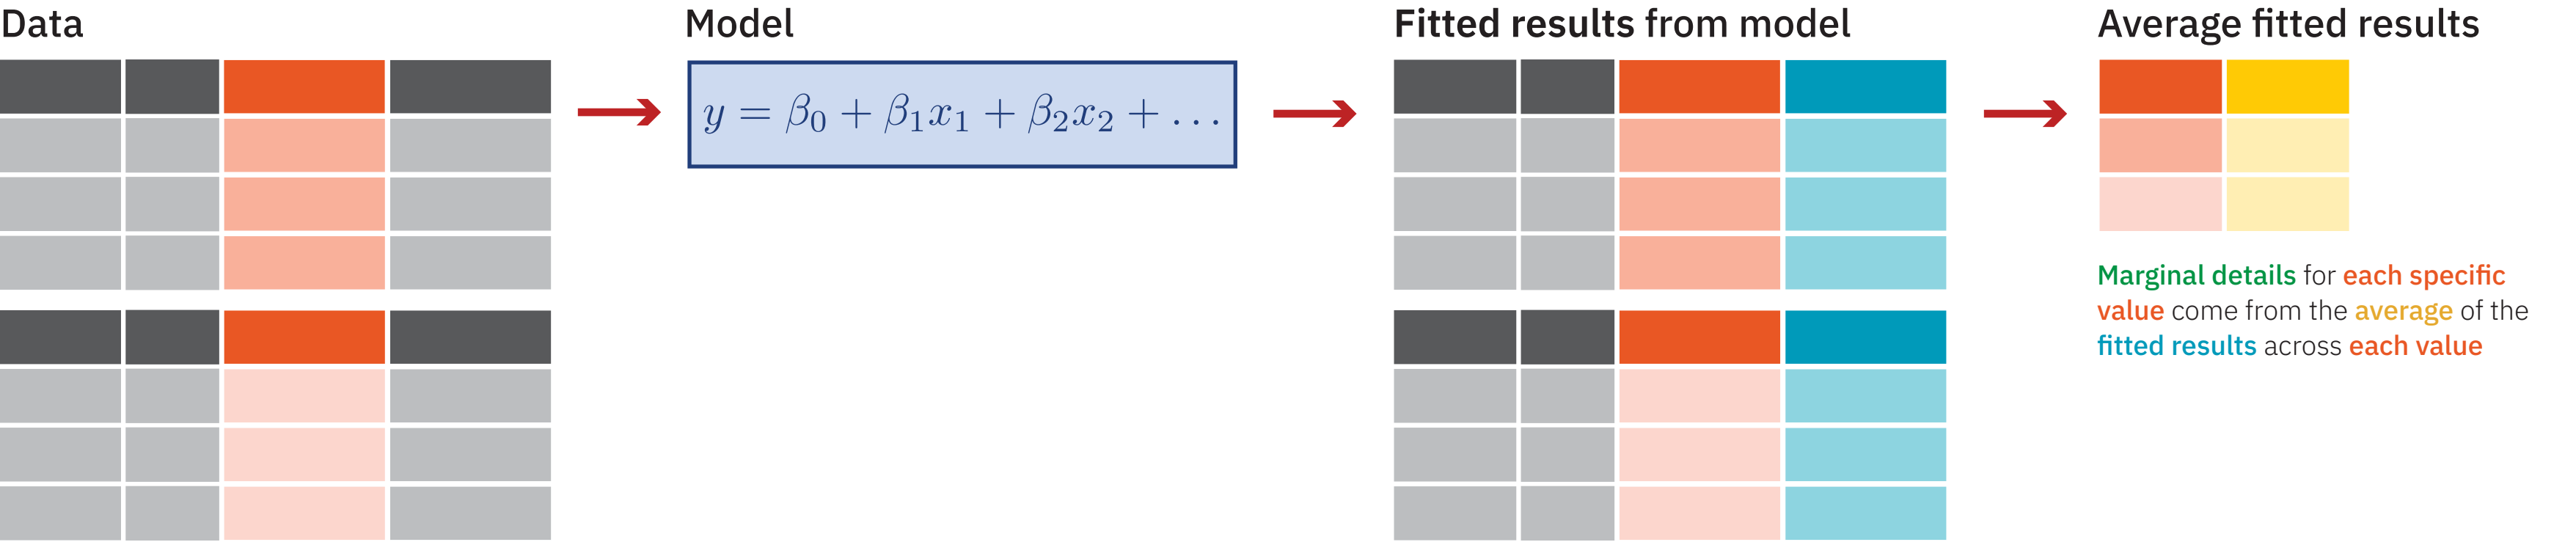 Data
Model
Fitted results from model
Average fitted results
y = β₀ + β₁x₁ + β₂x₂ + . . .
Marginal details for each specific
value come from the average of the
fitted results across each value